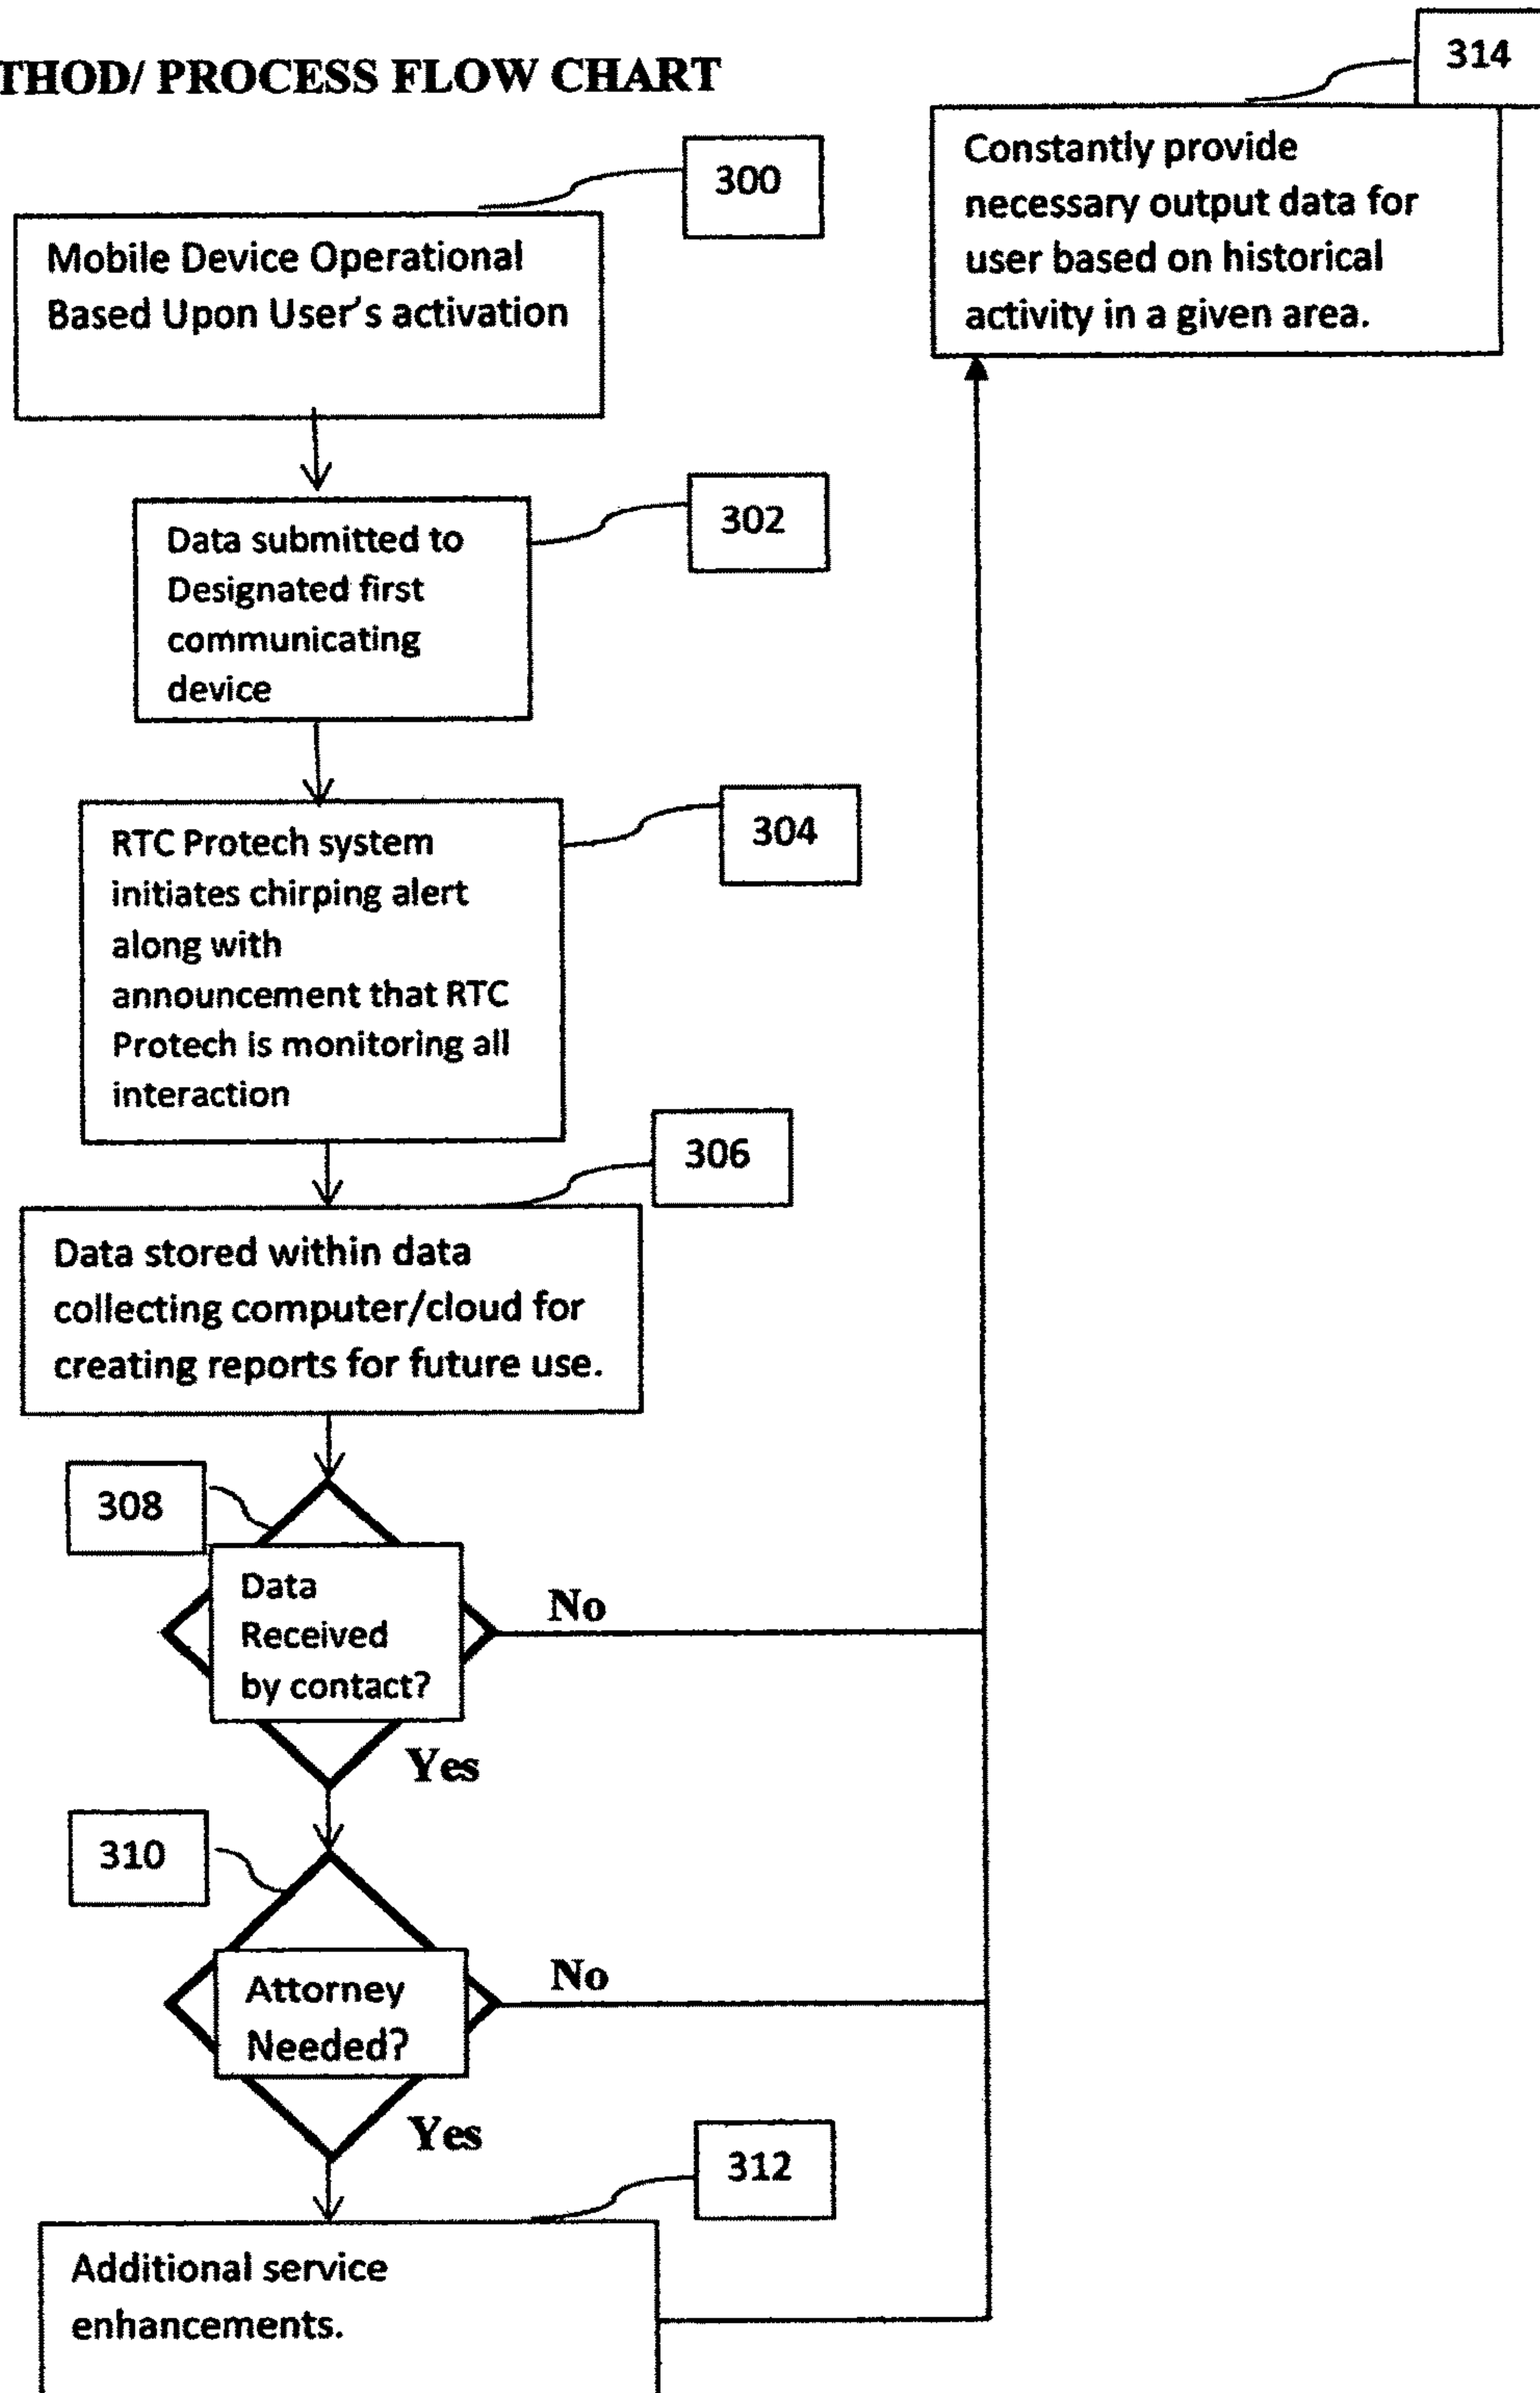 THOD/ PROCESS FLOW CHART
314
Constantly provide
necessary output data for
user based on historical
activity in a given area.
300
Mobile Device Operational
Based Upon User's activation
302
Data submitted to
Designated first
communicating
device
304
RTC Protech system
initiates chirping alert
along with
announcement that RTC
Protech is monitoring all
interaction
306
Data stored within data
collecting computer/cloud for
creating reports for future use.
308
Data
Received
by contact?
No
Yes
310
Attorney
Needed?
No
Yes
312
Additional service
enhancements.